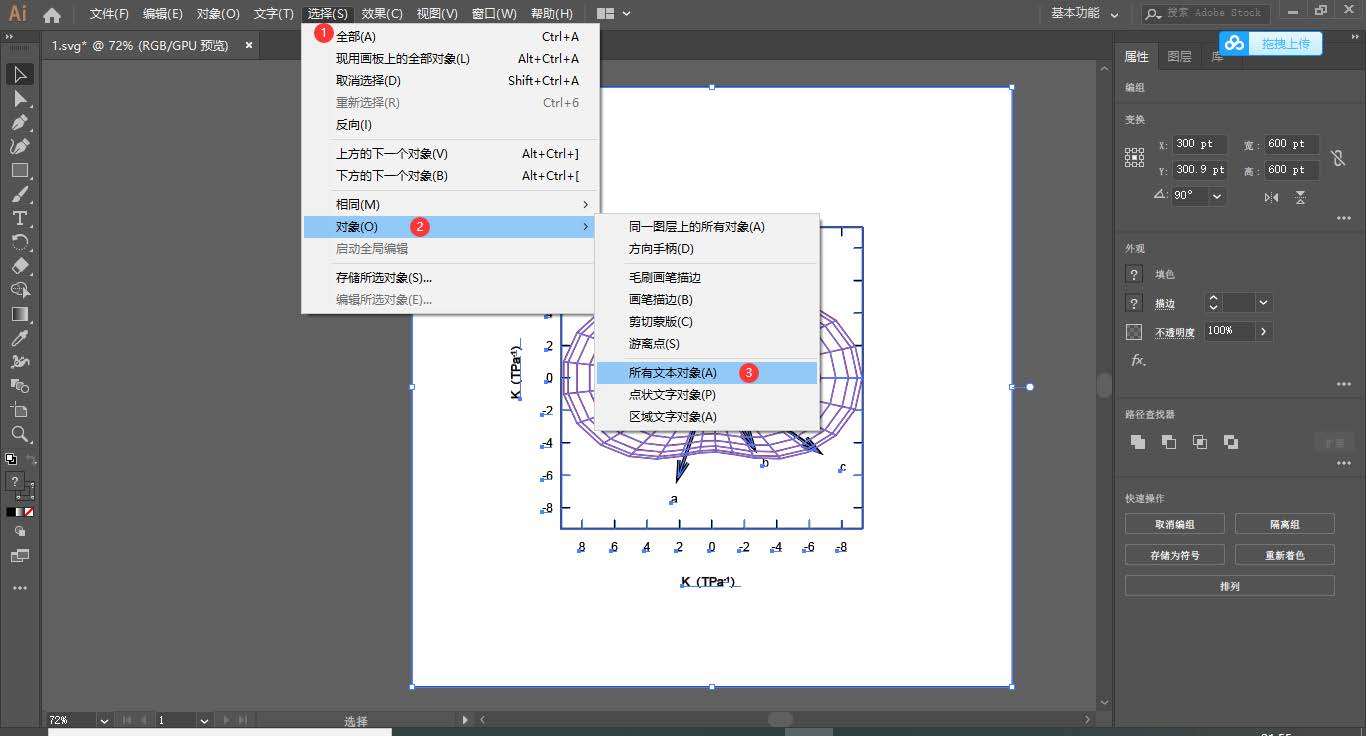 Ai
文件(F) 编辑(E) 对象(O) 文字(T) 选择(S) 效果(C) 视图(V) 窗口(W) 帮助(H)
基本功能
搜索 Adobe Stock
1.svg* @ 72% (RGB/GPU 预览) ×
拖拽上传
1
全部(A) Ctrl+A
现用画板上的全部对象(L) Alt+Ctrl+A
取消选择(D) Shift+Ctrl+A
重新选择(R) Ctrl+6
反向(I)
上方的下一个对象(V) Alt+Ctrl+]
下方的下一个对象(B) Alt+Ctrl+[
相同(M)
对象(O) 2
启动全局编辑
存储所选对象(S)...
编辑所选对象(E)...
同一图层上的所有对象(A)
方向手柄(D)
毛刷画笔描边
画笔描边(B)
剪切蒙版(C)
游离点(S)
所有文本对象(A) 3
点状文字对象(P)
区域文字对象(A)
4
2
0
-2
-4
-6
-8
K (TPa-1)
a
b
c
8 6 4 2 0 -2 -4 -6 -8
K (TPa-1)
属性 图层 库
编组
变换
X: 300 pt 宽: 600 pt
Y: 300.9 pt 高: 600 pt
90°
外观
? 填色
? 描边
不透明度 100%
fx.
路径查找器
快速操作
取消编组 隔离组
存储为符号 重新着色
排列
72% 1 选择